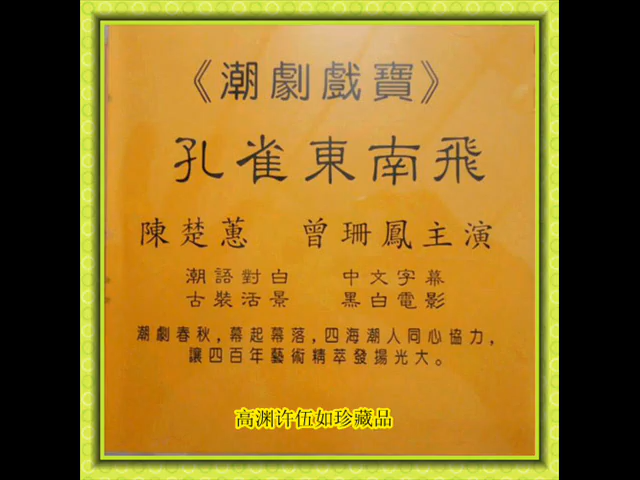 《潮劇戲寶》
孔雀東南飛
陳楚蕙 曾珊鳳主演
潮語對白 中文字幕
古裝活景 黑白電影
潮劇春秋，幕起幕落，四海潮人同心協力，
讓四百年藝術精萃發揚光大。
高渊许伍如珍藏品